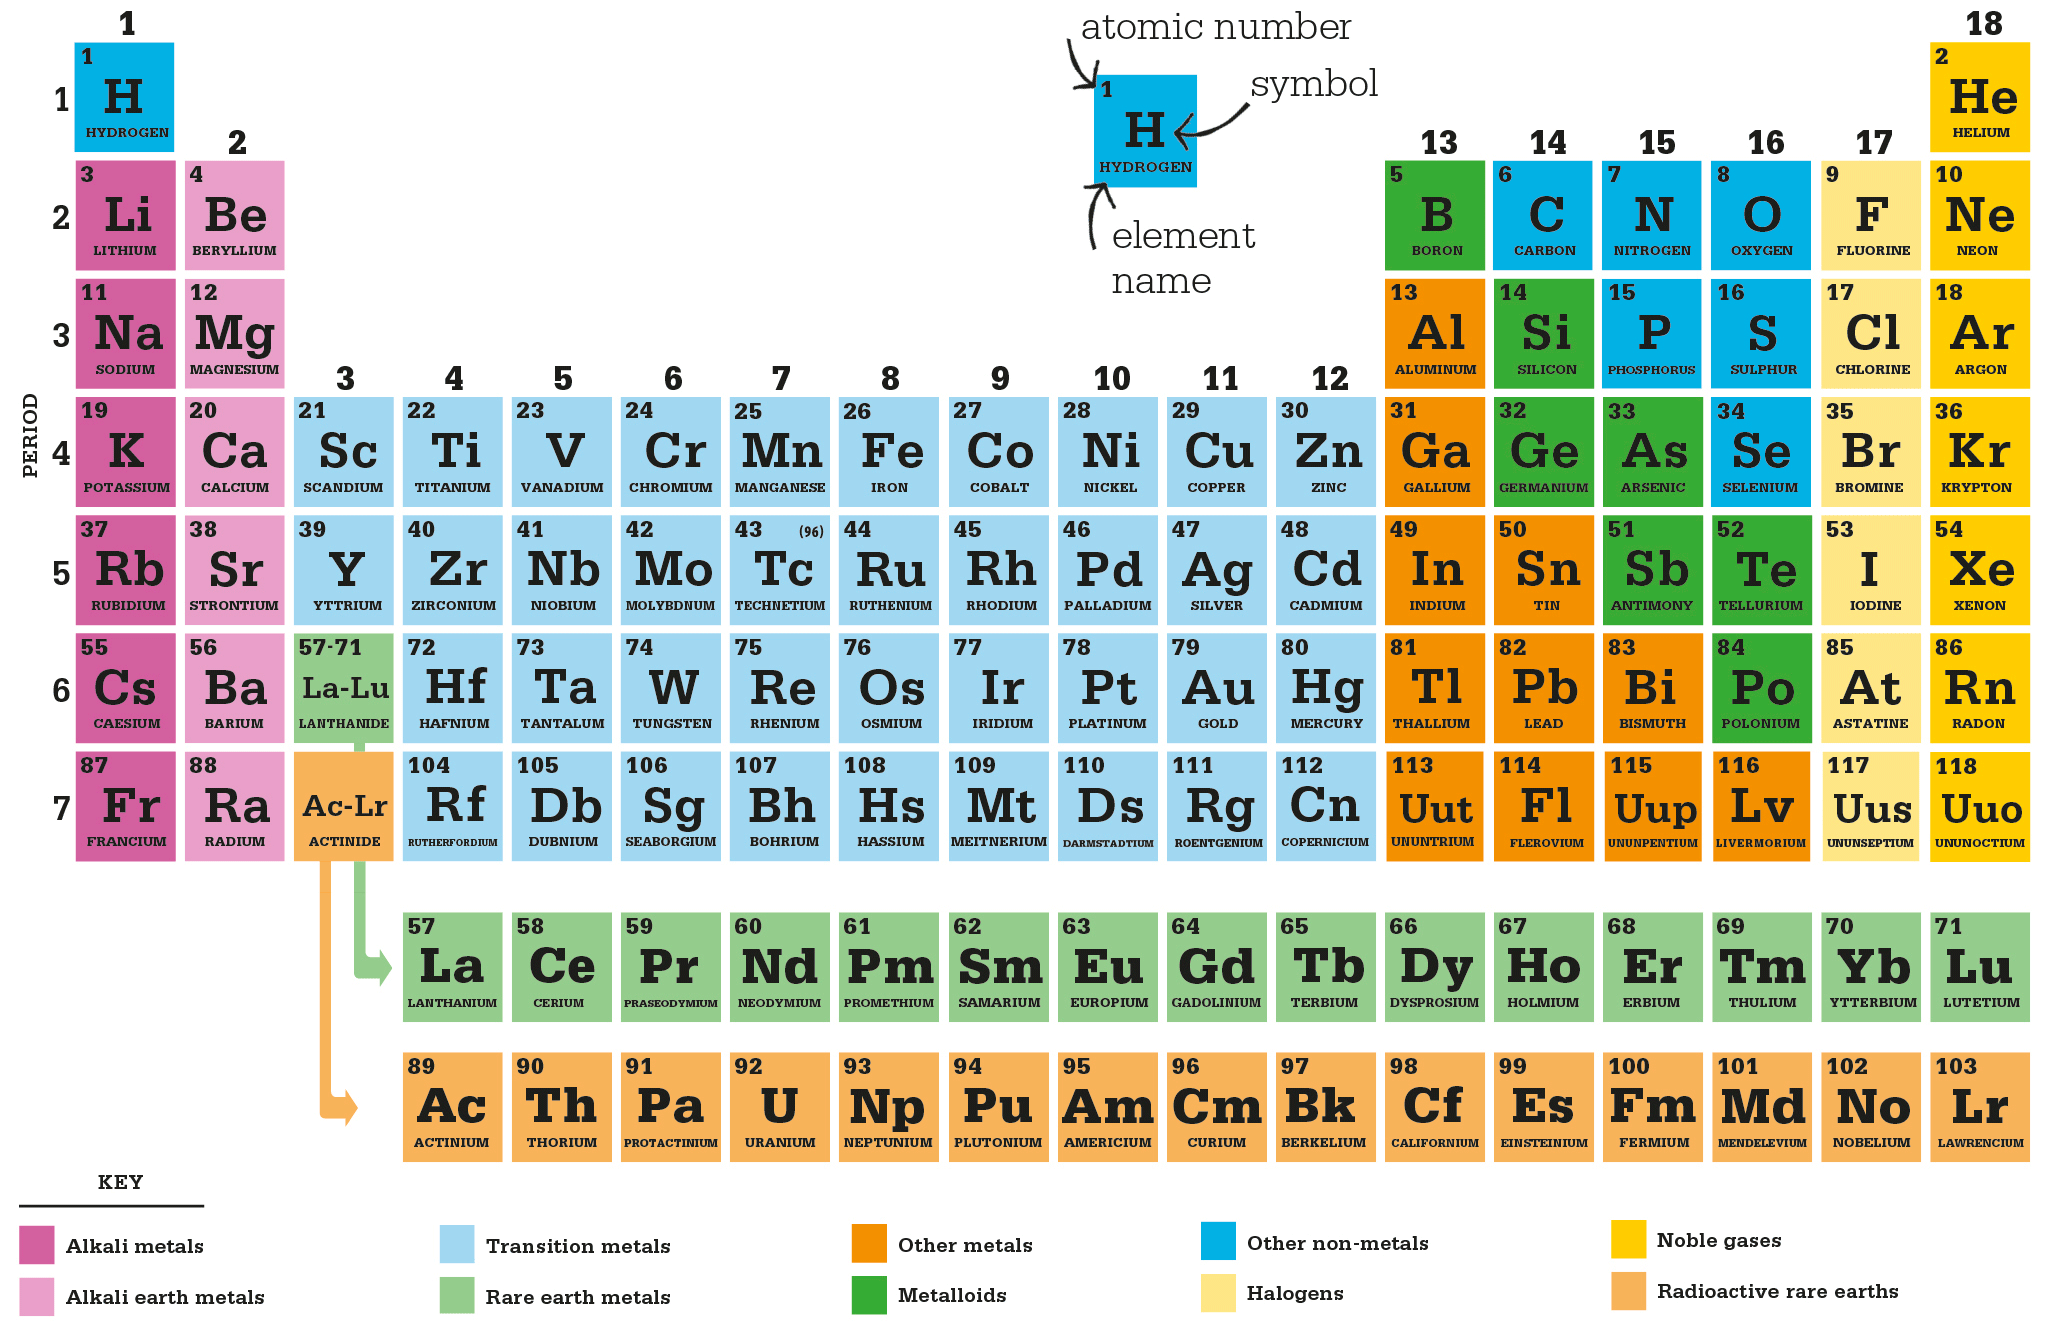 1
18
atomic number
1
H
HYDROGEN
symbol
element
name
1
1 H HYDROGEN
2 He HELIUM
2
13 14 15 16 17
2
3 Li LITHIUM
4 Be BERYLLIUM
5 B BORON
6 C CARBON
7 N NITROGEN
8 O OXYGEN
9 F FLUORINE
10 Ne NEON
3
11 Na SODIUM
12 Mg MAGNESIUM
13 Al ALUMINUM
14 Si SILICON
15 P PHOSPHORUS
16 S SULPHUR
17 Cl CHLORINE
18 Ar ARGON
3 4 5 6 7 8 9 10 11 12
PERIOD
4
19 K POTASSIUM
20 Ca CALCIUM
21 Sc SCANDIUM
22 Ti TITANIUM
23 V VANADIUM
24 Cr CHROMIUM
25 Mn MANGANESE
26 Fe IRON
27 Co COBALT
28 Ni NICKEL
29 Cu COPPER
30 Zn ZINC
31 Ga GALLIUM
32 Ge GERMANIUM
33 As ARSENIC
34 Se SELENIUM
35 Br BROMINE
36 Kr KRYPTON
5
37 Rb RUBIDIUM
38 Sr STRONTIUM
39 Y YTTRIUM
40 Zr ZIRCONIUM
41 Nb NIOBIUM
42 Mo MOLYBDNUM
43 (96) Tc TECHNETIUM
44 Ru RUTHENIUM
45 Rh RHODIUM
46 Pd PALLADIUM
47 Ag SILVER
48 Cd CADMIUM
49 In INDIUM
50 Sn TIN
51 Sb ANTIMONY
52 Te TELLURIUM
53 I IODINE
54 Xe XENON
6
55 Cs CAESIUM
56 Ba BARIUM
57-71 La-Lu LANTHANIDE
72 Hf HAFNIUM
73 Ta TANTALUM
74 W TUNGSTEN
75 Re RHENIUM
76 Os OSMIUM
77 Ir IRIDIUM
78 Pt PLATINUM
79 Au GOLD
80 Hg MERCURY
81 Tl THALLIUM
82 Pb LEAD
83 Bi BISMUTH
84 Po POLONIUM
85 At ASTATINE
86 Rn RADON
7
87 Fr FRANCIUM
88 Ra RADIUM
Ac-Lr ACTINIDE
104 Rf RUTHERFORDIUM
105 Db DUBNIUM
106 Sg SEABORGIUM
107 Bh BOHRIUM
108 Hs HASSIUM
109 Mt MEITNERIUM
110 Ds DARMSTADTIUM
111 Rg ROENTGENIUM
112 Cn COPERNICIUM
113 Uut UNUNTRIUM
114 Fl FLEROVIUM
115 Uup UNUNPENTIUM
116 Lv LIVERMORIUM
117 Uus UNUNSEPTIUM
118 Uuo UNUNOCTIUM
57 La LANTHANIUM
58 Ce CERIUM
59 Pr PRASEODYMIUM
60 Nd NEODYMIUM
61 Pm PROMETHIUM
62 Sm SAMARIUM
63 Eu EUROPIUM
64 Gd GADOLINIUM
65 Tb TERBIUM
66 Dy DYSPROSIUM
67 Ho HOLMIUM
68 Er ERBIUM
69 Tm THULIUM
70 Yb YTTERBIUM
71 Lu LUTETIUM
89 Ac ACTINIUM
90 Th THORIUM
91 Pa PROTACTINIUM
92 U URANIUM
93 Np NEPTUNIUM
94 Pu PLUTONIUM
95 Am AMERICIUM
96 Cm CURIUM
97 Bk BERKELIUM
98 Cf CALIFORNIUM
99 Es EINSTEINIUM
100 Fm FERMIUM
101 Md MENDELEVIUM
102 No NOBELIUM
103 Lr LAWRENCIUM
KEY
Alkali metals
Transition metals
Other metals
Other non-metals
Noble gases
Alkali earth metals
Rare earth metals
Metalloids
Halogens
Radioactive rare earths